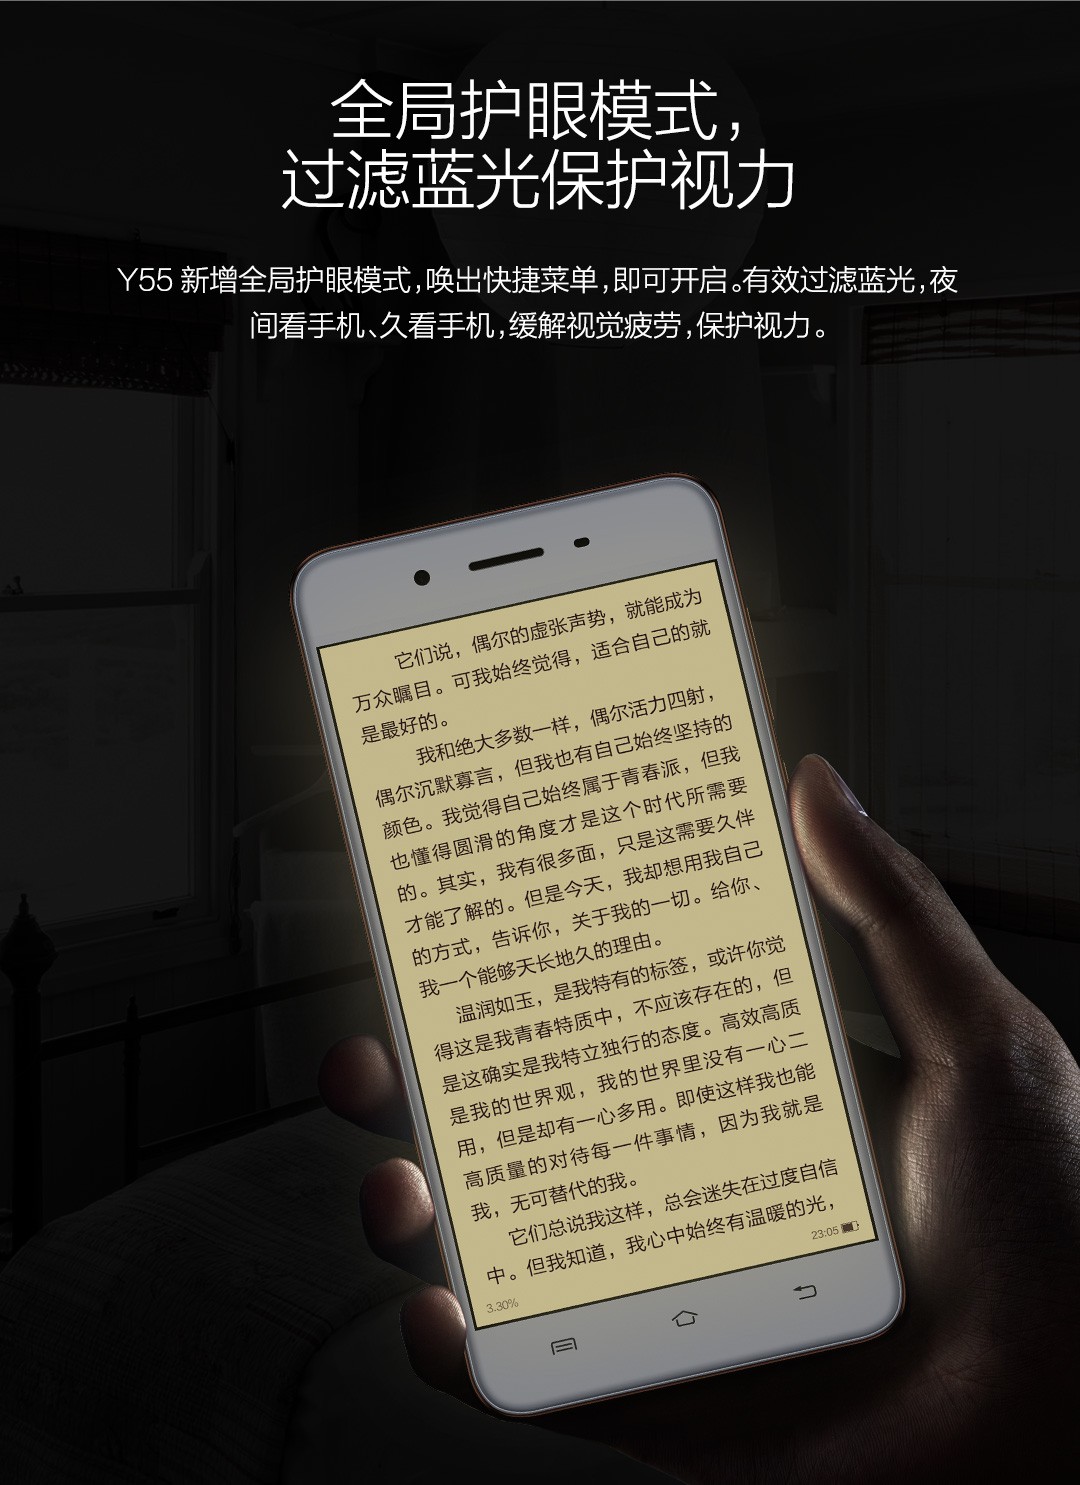 全局护眼模式，
过滤蓝光保护视力
Y55 新增全局护眼模式，唤出快捷菜单，即可开启。有效过滤蓝光，夜
间看手机、久看手机，缓解视觉疲劳，保护视力。
它们说，偶尔的虚张声势，就能成为
万众瞩目。可我始终觉得，适合自己的就
是最好的。
我和绝大多数一样，偶尔活力四射，
偶尔沉默寡言，但我也有自己始终坚持的
颜色。我觉得自己始终属于青春派，但我
也懂得圆滑的角度才是这个时代所需要
的。其实，我有很多面，只是这需要久伴
才能了解的。但是今天，我却想用我自己
的方式，告诉你，关于我的一切。给你、
我一个能够天长地久的理由。
温润如玉，是我特有的标签，或许你觉
得这是我青春特质中，不应该存在的，但
是这确实是我特立独行的态度。高效高质
是我的世界观，我的世界里没有一心二
用，但是却有一心多用。即使这样我也能
高质量的对待每一件事情，因为我就是
我，无可替代的我。
它们总说我这样，总会迷失在过度自信
中。但我知道，我心中始终有温暖的光，
3.30%
23:05